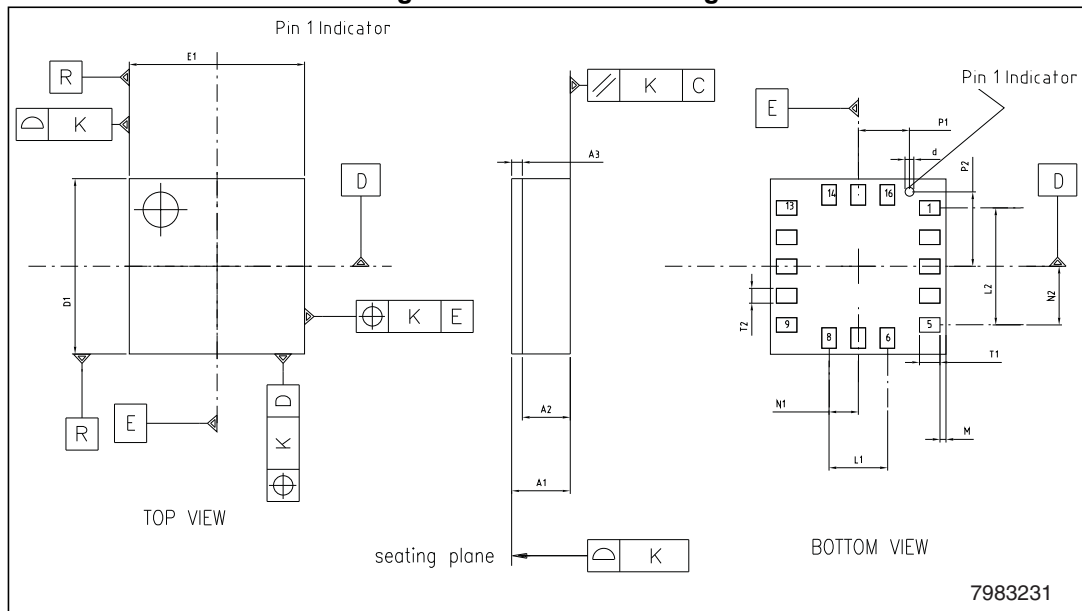 Pin 1 Indicator
E1
R
K
K C
Pin 1 Indicator
E
P1
d
P2
A3
D
D
14 16
13 1
D1
L2
N2
K E
T2
9 5
8 6
T1
R
E
D
K
A2
N1
M
L1
A1
TOP VIEW
seating plane
K
BOTTOM VIEW
7983231